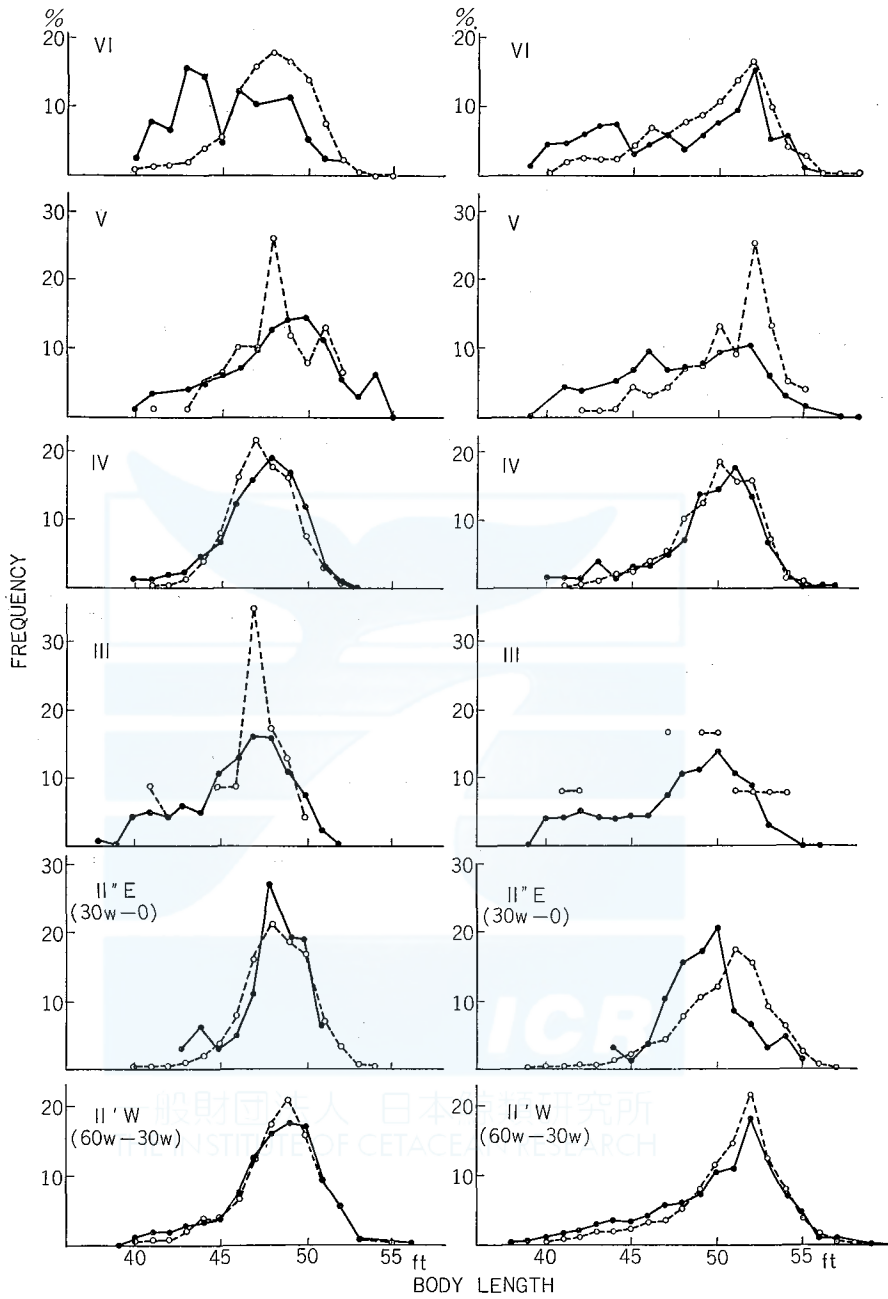 % %
20 VI 20 VI
10 10
V V
30 30
20 20
10 10
IV IV
20 20
10 10
FREQUENCY
III III
30 30
20 20
10 10
30 II"E 30 II"E
(30w-0) (30w-0)
20 20
10 10
ICR
20 II'W 20 II'W
(60w-30w) (60w-30w)
10 10
一般財団法人 日本鯨類研究所
THE INSTITUTE OF CETACEAN RESEARCH
40 45 50 55 ft 40 45 50 55 ft
BODY LENGTH